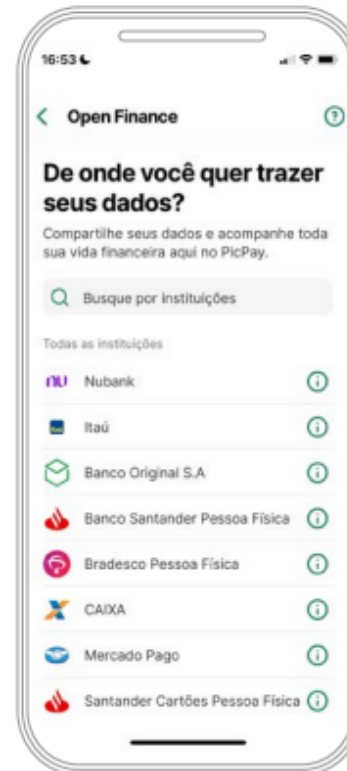 16:53
Open Finance
De onde você quer trazer
seus dados?
Compartilhe seus dados e acompanhe toda
sua vida financeira aqui no PicPay.
Busque por instituições
Todas as instituições
nu Nubank
Itaú
Banco Original S.A
Banco Santander Pessoa Física
Bradesco Pessoa Física
CAIXA
Mercado Pago
Santander Cartões Pessoa Física